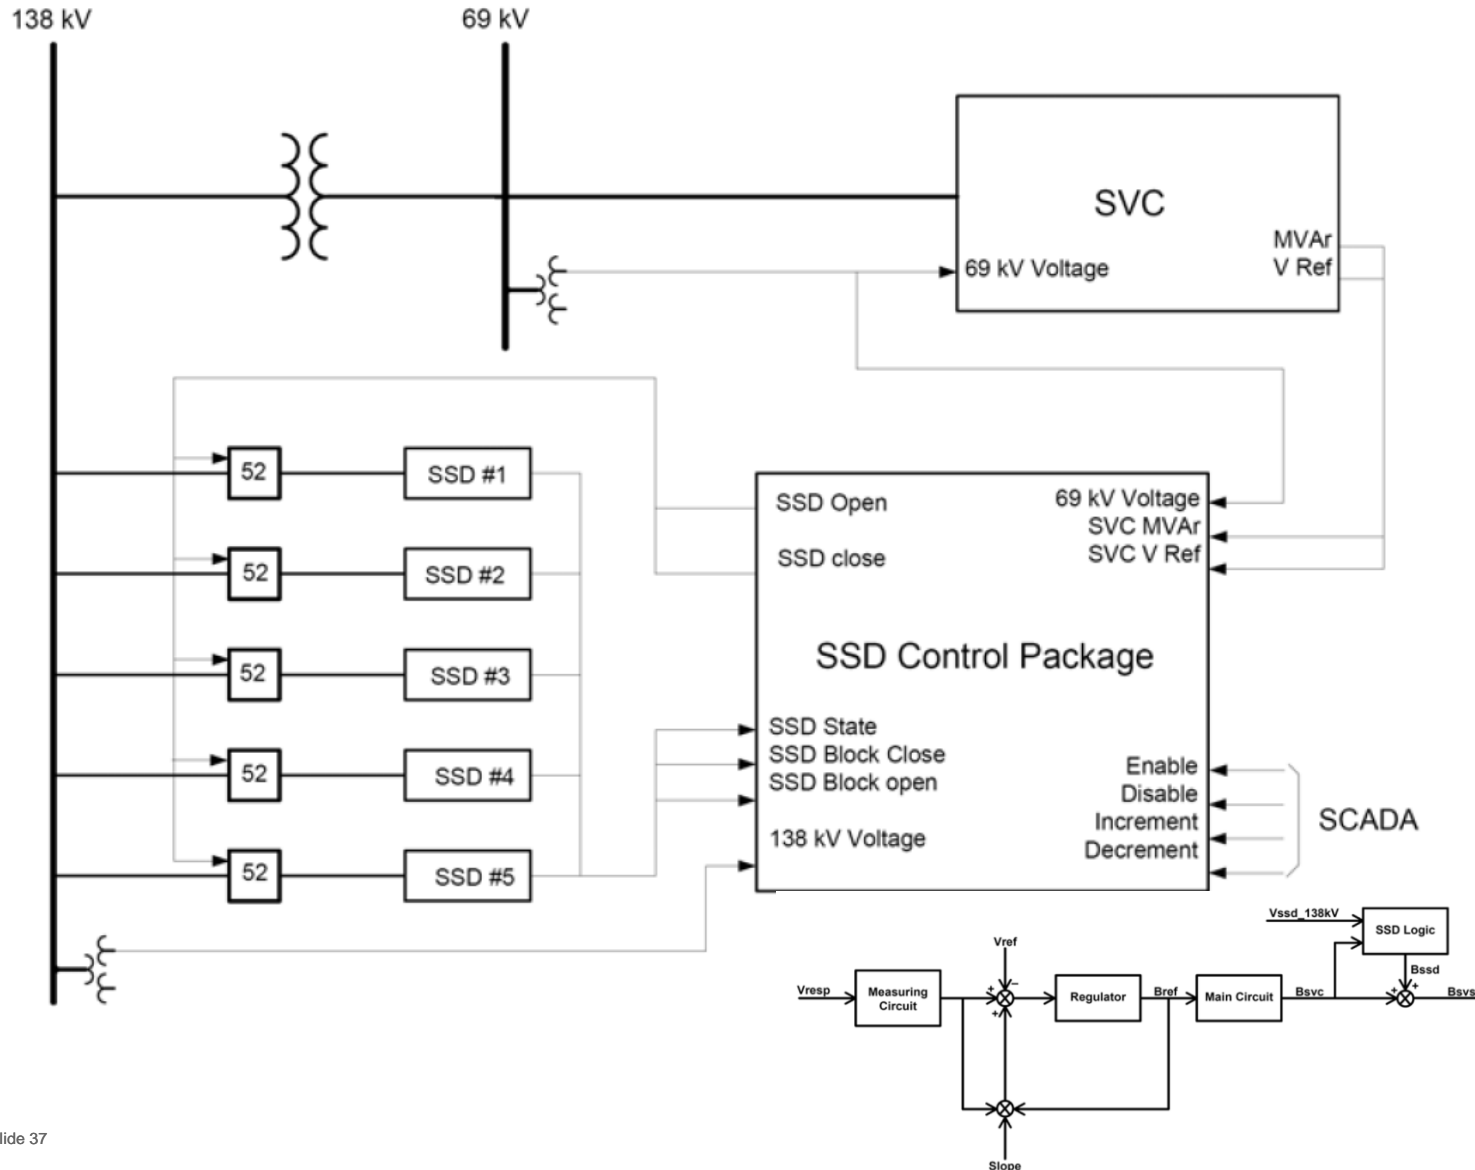 138 kV
69 kV
SVC
MVAr
V Ref
69 kV Voltage
52
SSD #1
52
SSD #2
52
SSD #3
52
SSD #4
52
SSD #5
SSD Open
SSD close
69 kV Voltage
SVC MVAr
SVC V Ref
SSD Control Package
SSD State
SSD Block Close
SSD Block open
138 kV Voltage
Enable
Disable
Increment
Decrement
SCADA
Vssd_138kV
SSD Logic
Bssd
Vref
Vresp
Measuring
Circuit
+
−
+
Regulator
Bref
Main Circuit
Bsvc
+
+
Bsvs
Slope
lide 37